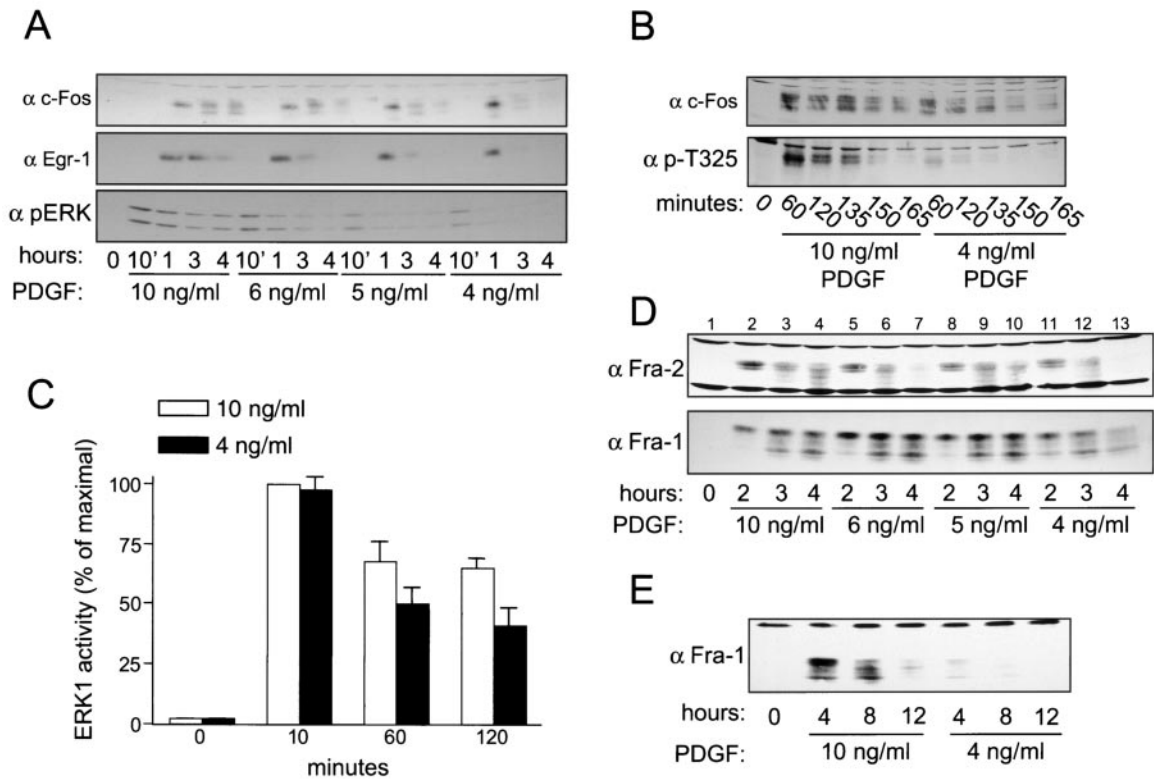 A
α c-Fos
α Egr-1
α pERK
hours: 0 10' 1 3 4 10' 1 3 4 10' 1 3 4 10' 1 3 4
PDGF: 10 ng/ml 6 ng/ml 5 ng/ml 4 ng/ml
B
α c-Fos
α p-T325
minutes: 0 60 120 135 150 165 60 120 135 150 165
10 ng/ml 4 ng/ml
PDGF PDGF
C
10 ng/ml
4 ng/ml
ERK1 activity (% of maximal)
100
75
50
25
0
0 10 60 120
minutes
D
1 2 3 4 5 6 7 8 9 10 11 12 13
α Fra-2
α Fra-1
hours: 0 2 3 4 2 3 4 2 3 4 2 3 4
PDGF: 10 ng/ml 6 ng/ml 5 ng/ml 4 ng/ml
E
α Fra-1
hours: 0 4 8 12 4 8 12
PDGF: 10 ng/ml 4 ng/ml